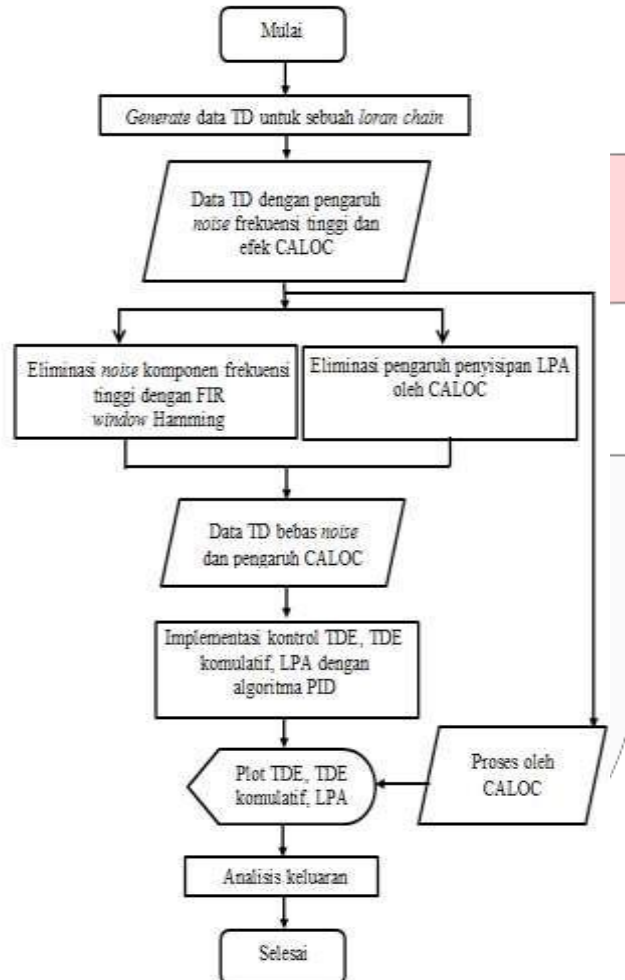 Mulai
Generate data TD untuk sebuah loran chain
Data TD dengan pengaruh
noise frekuensi tinggi dan
efek CALOC
Eliminasi noise komponen frekuensi
tinggi dengan FIR
window Hamming
Eliminasi pengaruh penyisipan LPA
oleh CALOC
Data TD bebas noise
dan pengaruh CALOC
Implementasi kontrol TDE, TDE
komulatif, LPA dengan
algoritma PID
Plot TDE, TDE
komulatif, LPA
Proses oleh
CALOC
Analisis keluaran
Selesai